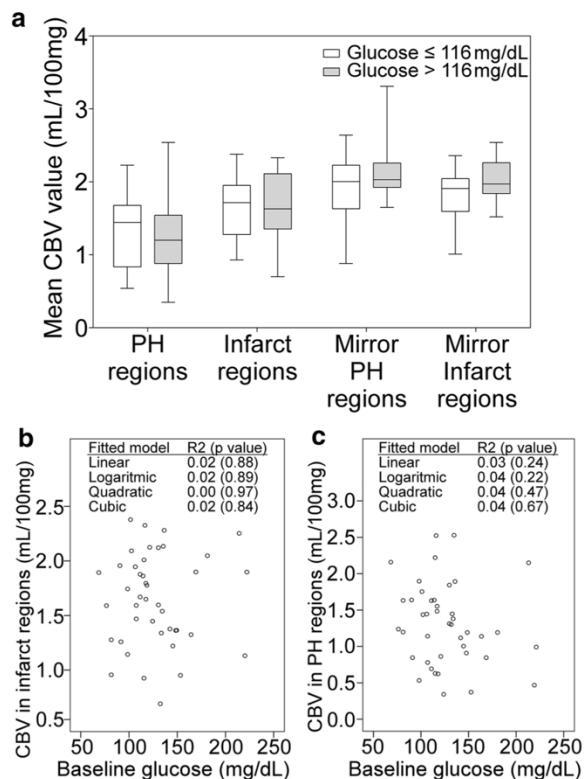 a
Mean CBV value (mL/100mg)
4
3
2
1
0
Glucose ≤ 116 mg/dL
Glucose > 116 mg/dL
PH
regions
Infarct
regions
Mirror
PH
regions
Mirror
Infarct
regions
b
CBV in infarct regions (mL/100mg)
Fitted model R2 (p value)
Linear 0.02 (0.88)
Logaritmic 0.02 (0.89)
Quadratic 0.00 (0.97)
Cubic 0.02 (0.84)
2.5
2.0
1.5
1.0
0.5
50 100 150 200 250
Baseline glucose (mg/dL)
c
CBV in PH regions (mL/100mg)
Fitted model R2 (p value)
Linear 0.03 (0.24)
Logaritmic 0.04 (0.22)
Quadratic 0.04 (0.47)
Cubic 0.04 (0.67)
3.0
2.5
2.0
1.5
1.0
0.5
0.0
50 100 150 200 250
Baseline glucose (mg/dL)